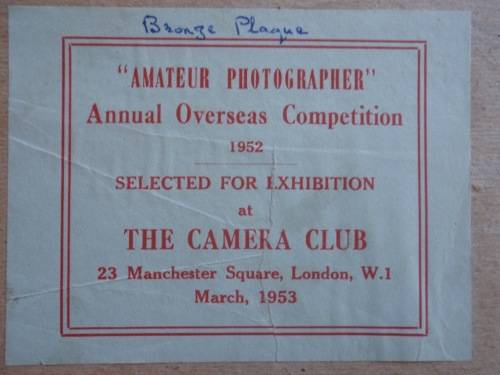 Bronze Plaque
"AMATEUR PHOTOGRAPHER"
Annual Overseas Competition
1952
SELECTED FOR EXHIBITION
at
THE CAMERA CLUB
23 Manchester Square, London, W.1
March, 1953